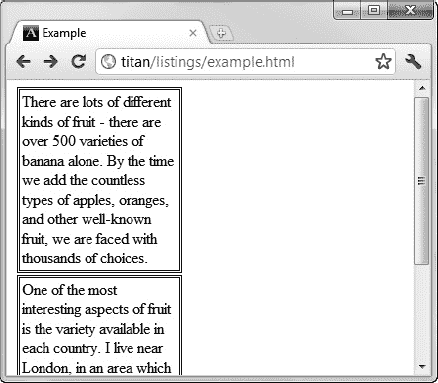 Example
titan/listings/example.html
There are lots of different
kinds of fruit - there are
over 500 varieties of
banana alone. By the time
we add the countless
types of apples, oranges,
and other well-known
fruit, we are faced with
thousands of choices.
One of the most
interesting aspects of fruit
is the variety available in
each country. I live near
London, in an area which